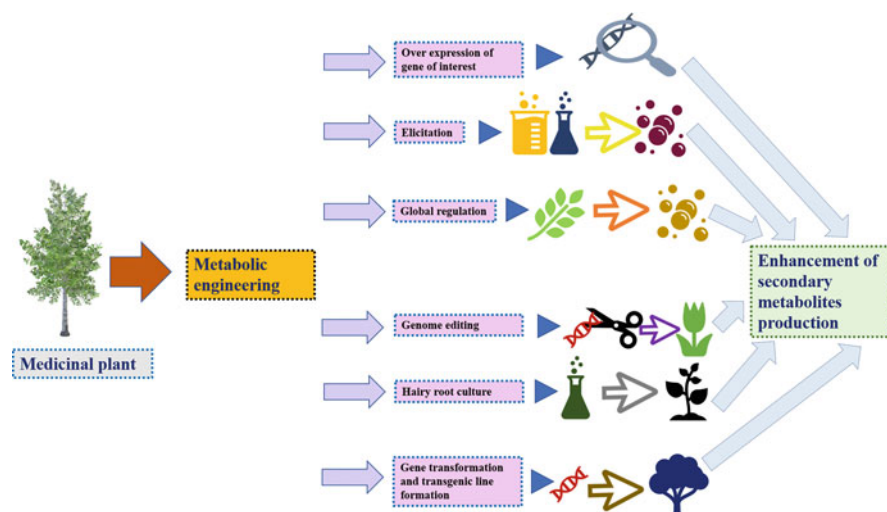 Over expression of
gene of interest
Elicitation
Global regulation
Metabolic
engineering
Enhancement of
secondary
metabolites
production
Genome editing
Medicinal plant
Hairy root culture
Gene transformation
and transgenic line
formation